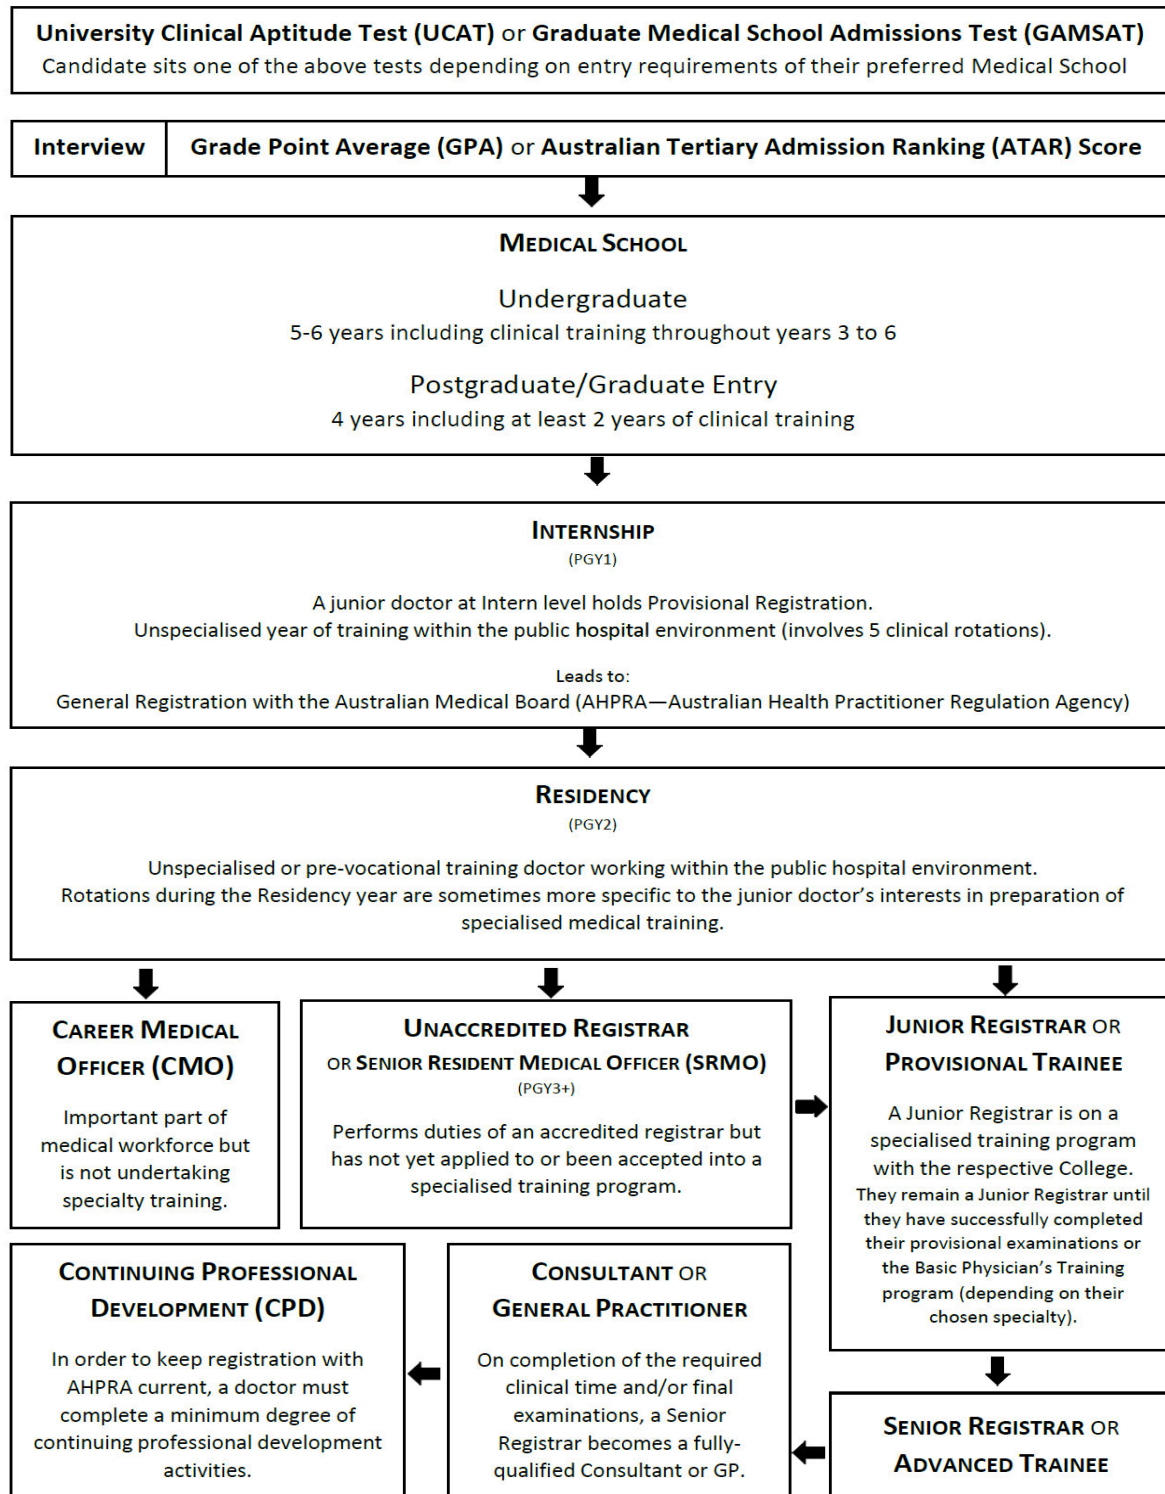 University Clinical Aptitude Test (UCAT) or Graduate Medical School Admissions Test (GAMSAT)
Candidate sits one of the above tests depending on entry requirements of their preferred Medical School
Interview
Grade Point Average (GPA) or Australian Tertiary Admission Ranking (ATAR) Score
MEDICAL SCHOOL
Undergraduate
5-6 years including clinical training throughout years 3 to 6
Postgraduate/Graduate Entry
4 years including at least 2 years of clinical training
INTERNSHIP
(PGY1)
A junior doctor at Intern level holds Provisional Registration.
Unspecialised year of training within the public hospital environment (involves 5 clinical rotations).
Leads to:
General Registration with the Australian Medical Board (AHPRA—Australian Health Practitioner Regulation Agency)
RESIDENCY
(PGY2)
Unspecialised or pre-vocational training doctor working within the public hospital environment.
Rotations during the Residency year are sometimes more specific to the junior doctor's interests in preparation of
specialised medical training.
CAREER MEDICAL
OFFICER (CMO)
Important part of
medical workforce but
is not undertaking
specialty training.
UNACCREDITED REGISTRAR
OR SENIOR RESIDENT MEDICAL OFFICER (SRMO)
(PGY3+)
Performs duties of an accredited registrar but
has not yet applied to or been accepted into a
specialised training program.
JUNIOR REGISTRAR OR
PROVISIONAL TRAINEE
A Junior Registrar is on a
specialised training program
with the respective College.
They remain a Junior Registrar until
they have successfully completed
their provisional examinations or
the Basic Physician's Training
program (depending on their
chosen specialty).
SENIOR REGISTRAR OR
ADVANCED TRAINEE
CONSULTANT OR
GENERAL PRACTITIONER
On completion of the required
clinical time and/or final
examinations, a Senior
Registrar becomes a fully-
qualified Consultant or GP.
CONTINUING PROFESSIONAL
DEVELOPMENT (CPD)
In order to keep registration with
AHPRA current, a doctor must
complete a minimum degree of
continuing professional development
activities.